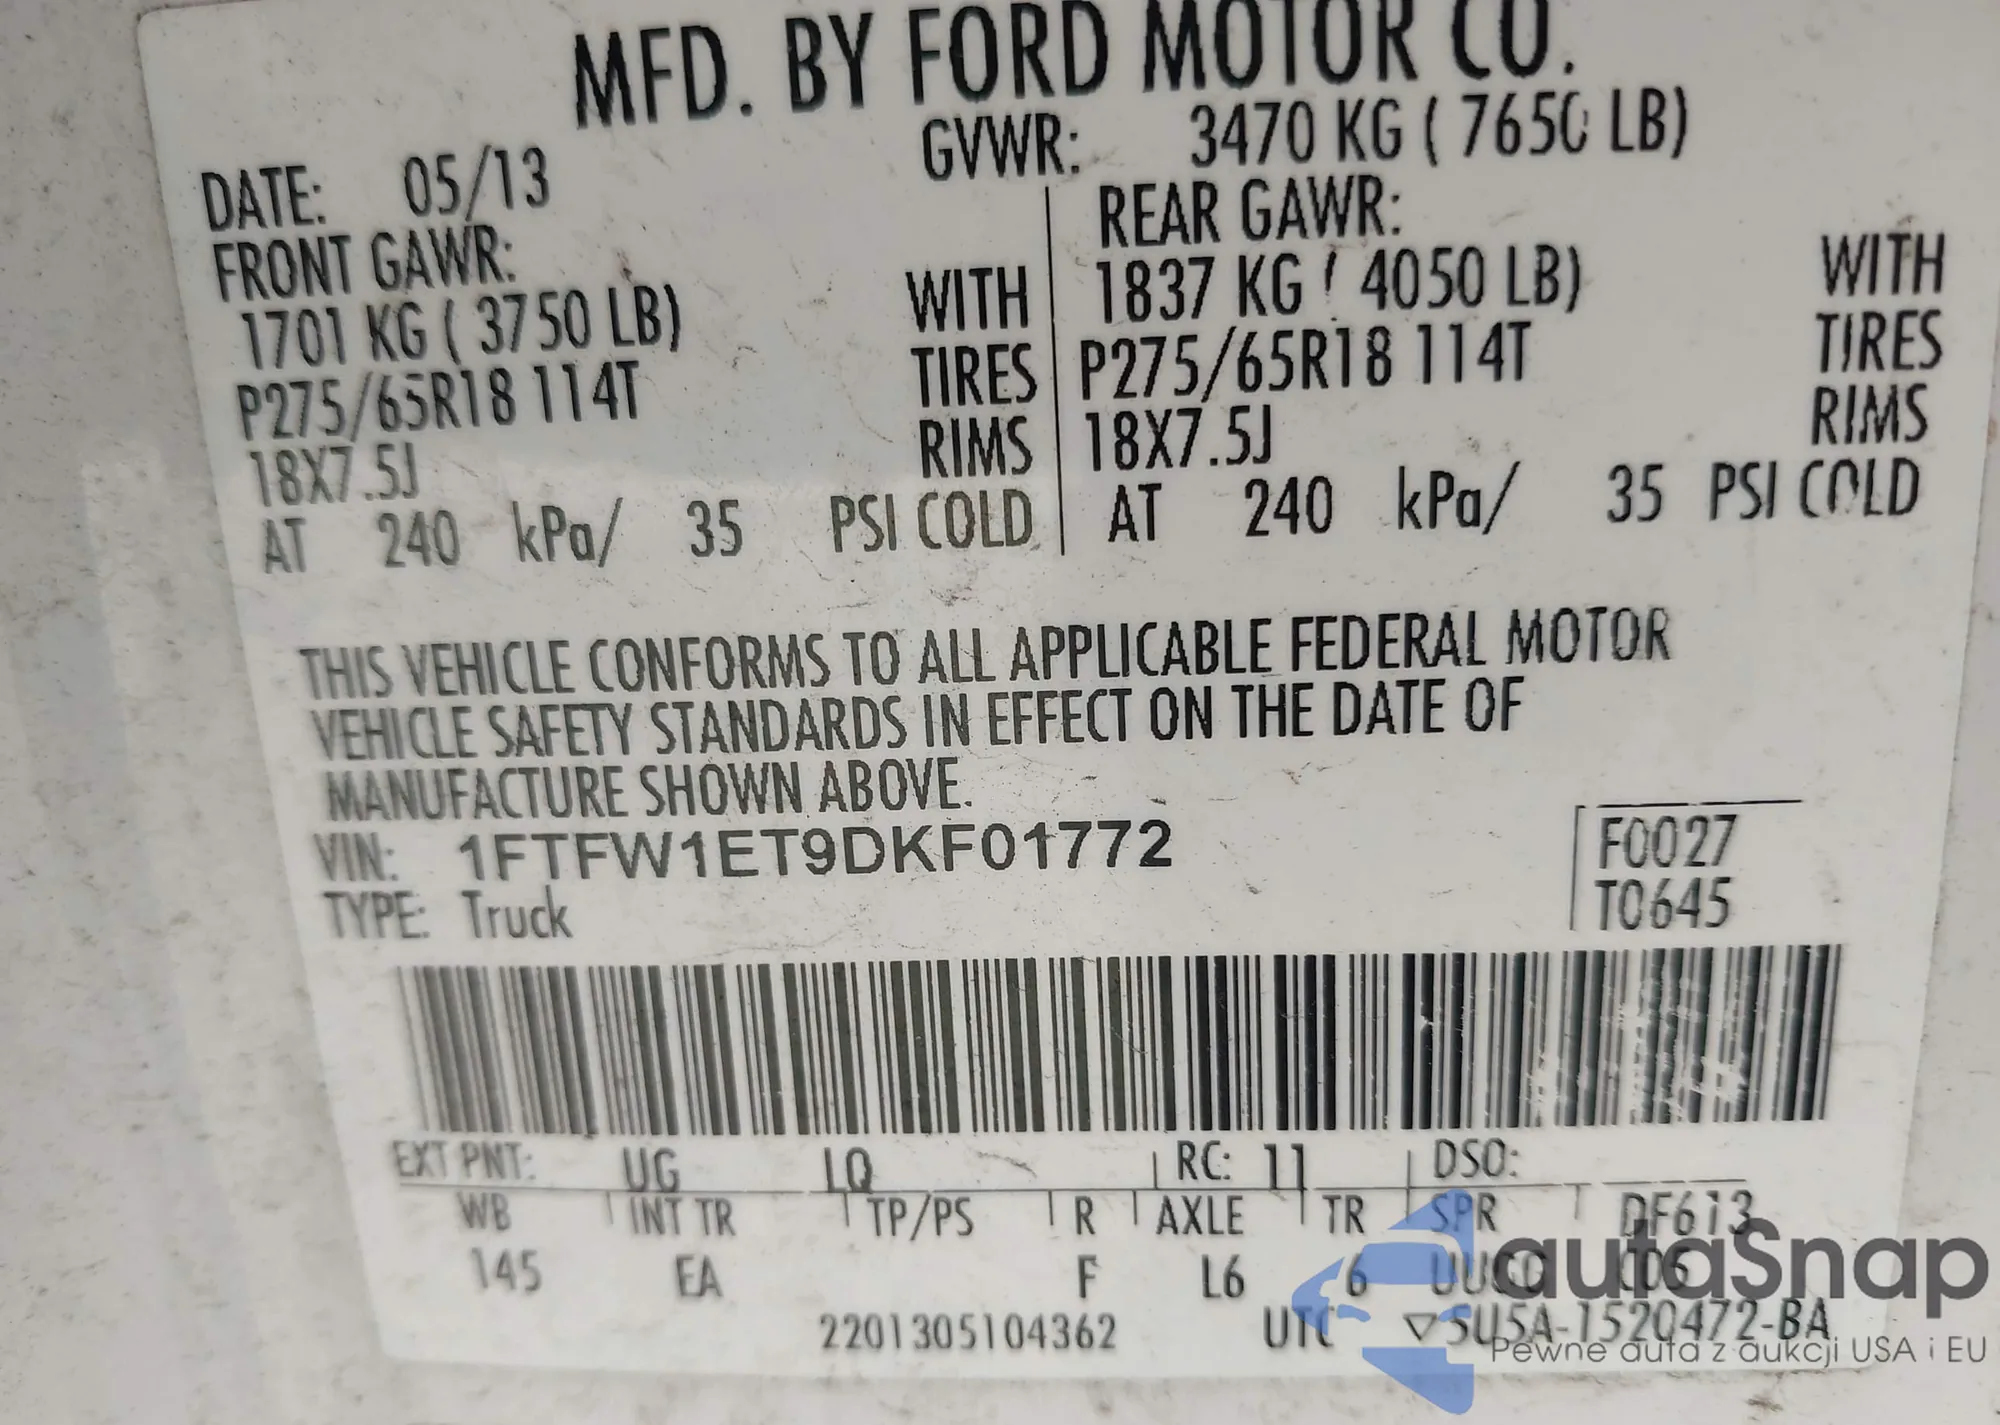 MFD. BY FORD MOTOR CO.
DATE: 05/13
GVWR: 3470 KG ( 7650 LB)
FRONT GAWR:
1701 KG ( 3750 LB) WITH
P275/65R18 114T TIRES
18X7.5J RIMS
AT 240 kPa/ 35 PSI COLD
REAR GAWR:
1837 KG ( 4050 LB) WITH
P275/65R18 114T TIRES
18X7.5J RIMS
AT 240 kPa/ 35 PSI COLD
THIS VEHICLE CONFORMS TO ALL APPLICABLE FEDERAL MOTOR
VEHICLE SAFETY STANDARDS IN EFFECT ON THE DATE OF
MANUFACTURE SHOWN ABOVE.
VIN: 1FTFW1ET9DKF01772
TYPE: Truck
F0027
T0645
EXT PNT: UG LQ RC: 11 DSO:
WB INT TR TP/PS R AXLE TR SPR DF613
145 EA F L6 6
2201305104362 UTC ▽5U5A-1520472-BA
autaSnap
Pewne auta z aukcji USA i EU